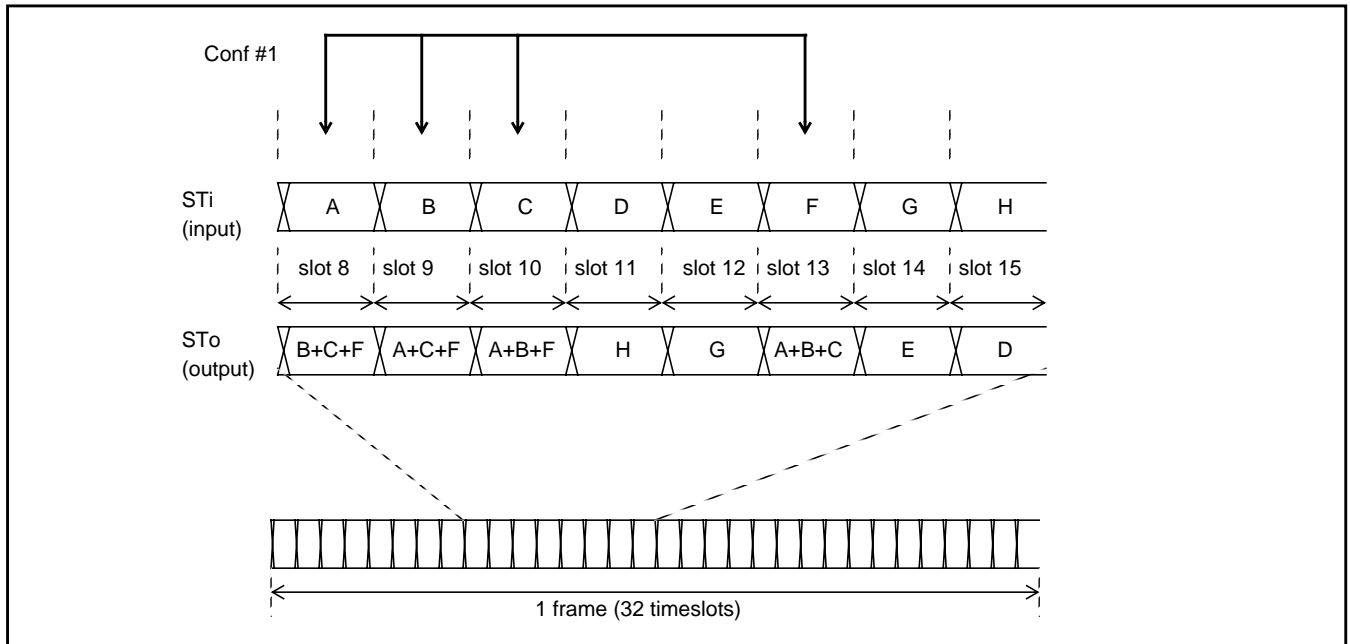 Conf #1
STi
(input)
A B C D E F G H
slot 8 slot 9 slot 10 slot 11 slot 12 slot 13 slot 14 slot 15
STo
(output)
B+C+F A+C+F A+B+F H G A+B+C E D
1 frame (32 timeslots)